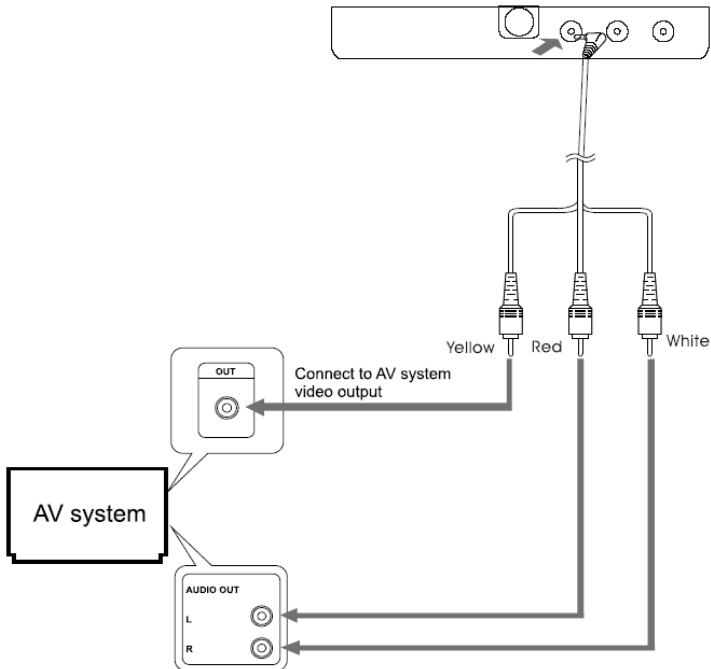 Yellow
Red
White
OUT
Connect to AV system
video output
AV system
AUDIO OUT
L
R